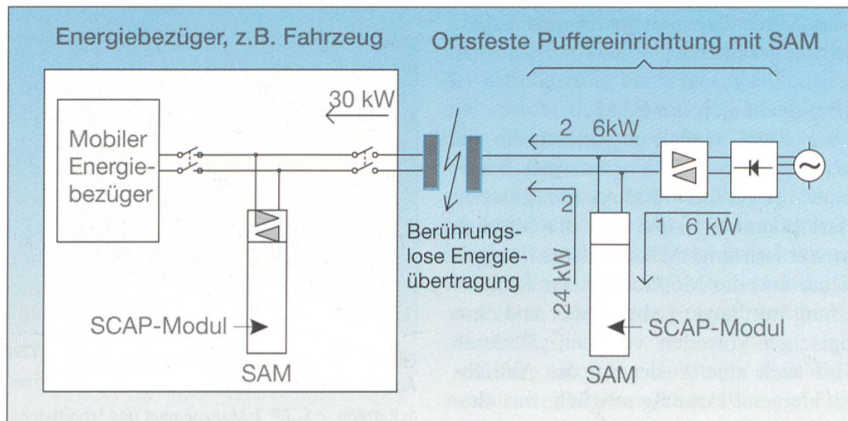 Energiebezüger, z.B. Fahrzeug
Ortsfeste Puffereinrichtung mit SAM
30 kW
Mobiler
Energie-
bezüger
2 6kW
2
24 kW
1 6 kW
Berührungs-
lose Energie-
übertragung
SCAP-Modul
SAM
SCAP-Modul
SAM